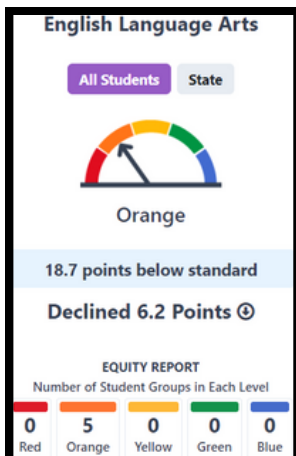 English Language Arts
All Students State
Orange
18.7 points below standard
Declined 6.2 Points
EQUITY REPORT
Number of Student Groups in Each Level
0 5 0 0 0
Red Orange Yellow Green Blue